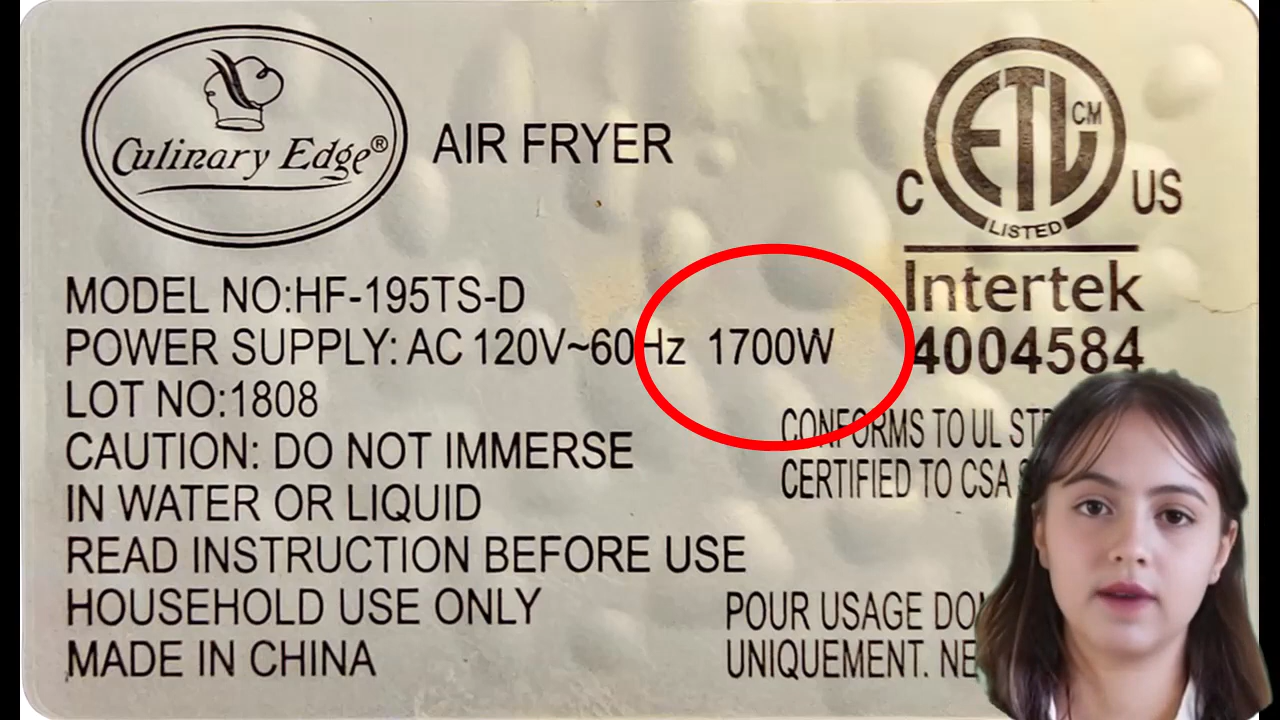 Culinary Edge®
AIR FRYER
MODEL NO:HF-195TS-D
POWER SUPPLY: AC 120V~60Hz 1700W
LOT NO:1808
CAUTION: DO NOT IMMERSE
IN WATER OR LIQUID
READ INSTRUCTION BEFORE USE
HOUSEHOLD USE ONLY
MADE IN CHINA
ETL CM
C US
LISTED
Intertek
4004584
CONFORMS TO UL
CERTIFIED TO CSA
POUR USAGE
UNIQUEMENT.